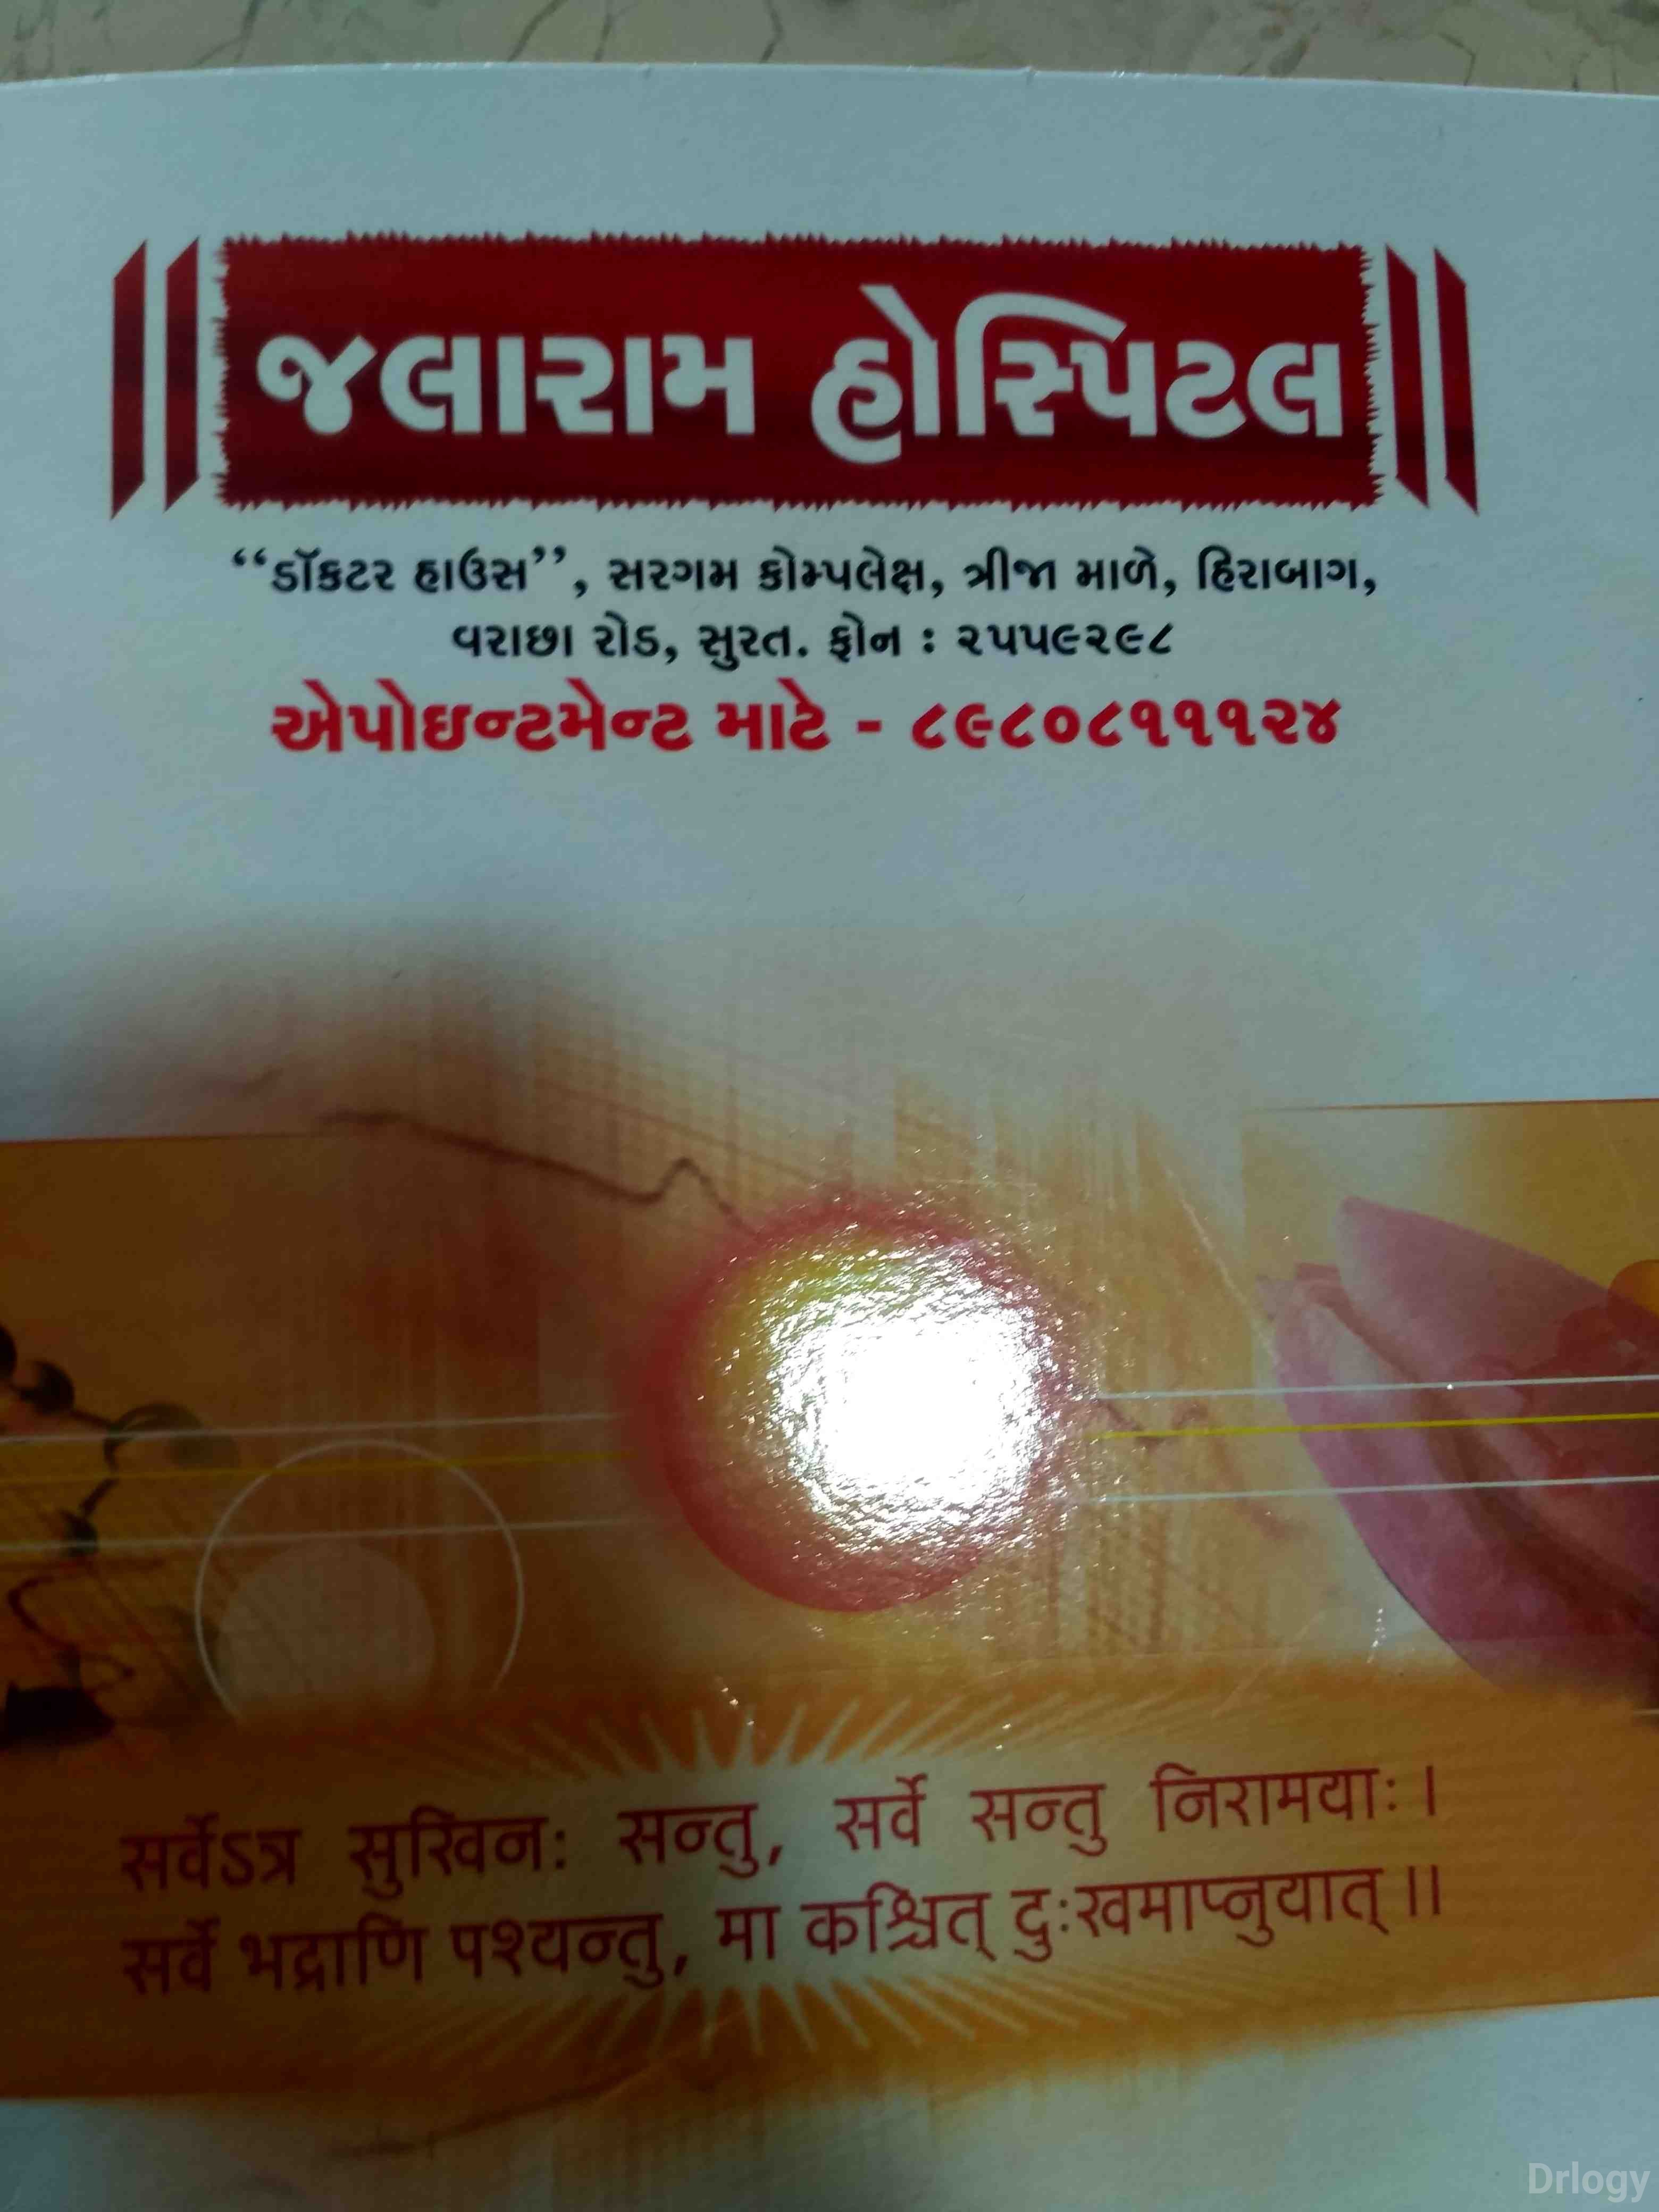 જલારામ હોસ્પિટલ
“ડૉકટર હાઉસ”, સરગમ કોમ્પલેક્ષ, ત્રીજા માળે, હિરાબાગ,
વરાછા રોડ, સુરત. ફોન : ૨૫૫૯૨૯૮
એપોઇન્ટમેન્ટ માટે - ૮૯૮૦૮૧૧૧૨૪
सर्वेऽत्र सुखिनः सन्तु, सर्वे सन्तु निरामयाः ।
सर्वे भद्राणि पश्यन्तु, मा कश्चित् दुःखमाप्नुयात् ॥
Drlogy